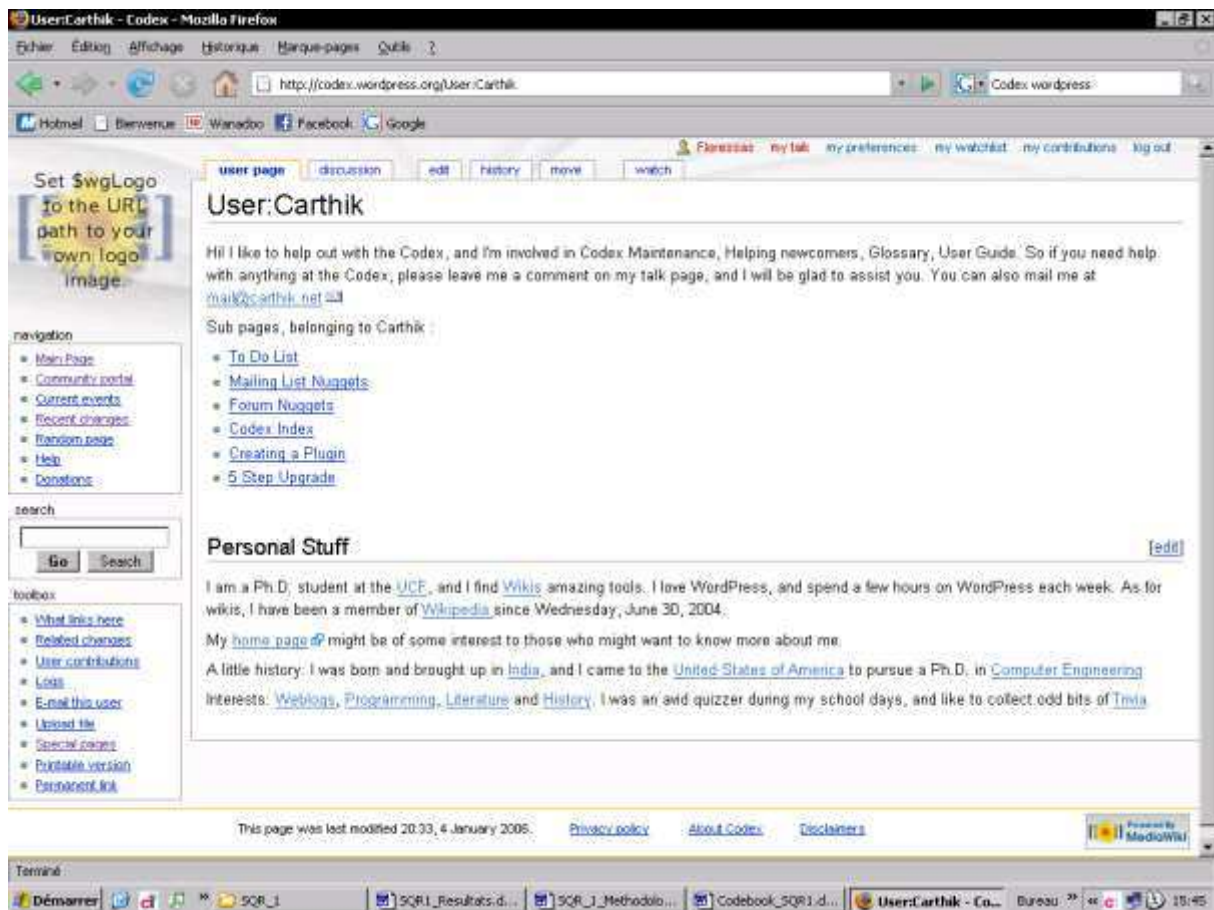 User:Carthik - Codex - Mozilla Firefox
Fichier Édition Affichage Historique Marque-pages Outils ?
http://codex.wordpress.org/User:Carthik
Codex wordpress
Hotmail Bienvenue Wanadoo Facebook Google
Floressas my talk my preferences my watchlist my contributions log out
user page discussion edit history move watch
Set $wgLogo
to the URL
path to your
own logo
image.
User:Carthik
Hi! I like to help out with the Codex, and I'm involved in Codex Maintenance, Helping newcomers, Glossary, User Guide. So if you need help
with anything at the Codex, please leave me a comment on my talk page, and I will be glad to assist you. You can also mail me at
mail@carthik.net
Sub pages, belonging to Carthik :
To Do List
Mailing List Nuggets
Forum Nuggets
Codex Index
Creating a Plugin
5 Step Upgrade
navigation
Main Page
Community portal
Current events
Recent changes
Random page
Help
Donations
search
Go Search
Personal Stuff
[edit]
I am a Ph.D. student at the UCF, and I find Wikis amazing tools. I love WordPress, and spend a few hours on WordPress each week. As for
wikis, I have been a member of Wikipedia since Wednesday, June 30, 2004.
My home page might be of some interest to those who might want to know more about me.
A little history: I was born and brought up in India, and I came to the United States of America to pursue a Ph.D. in Computer Engineering
Interests: Weblogs, Programming, Literature and History. I was an avid quizzer during my school days, and like to collect odd bits of Trivia
toolbox
What links here
Related changes
User contributions
Logs
E-mail this user
Upload file
Special pages
Printable version
Permanent link
This page was last modified 20:33, 4 January 2006. Privacy policy About Codex Disclaimers
Powered By
MediaWiki
Terminé
Démarrer » SQR_1 SQR1_Resultats.d... SQR_1_Methodolo... Codebook_SQR1.d... User:Carthik - Co... Bureau » « 15:45